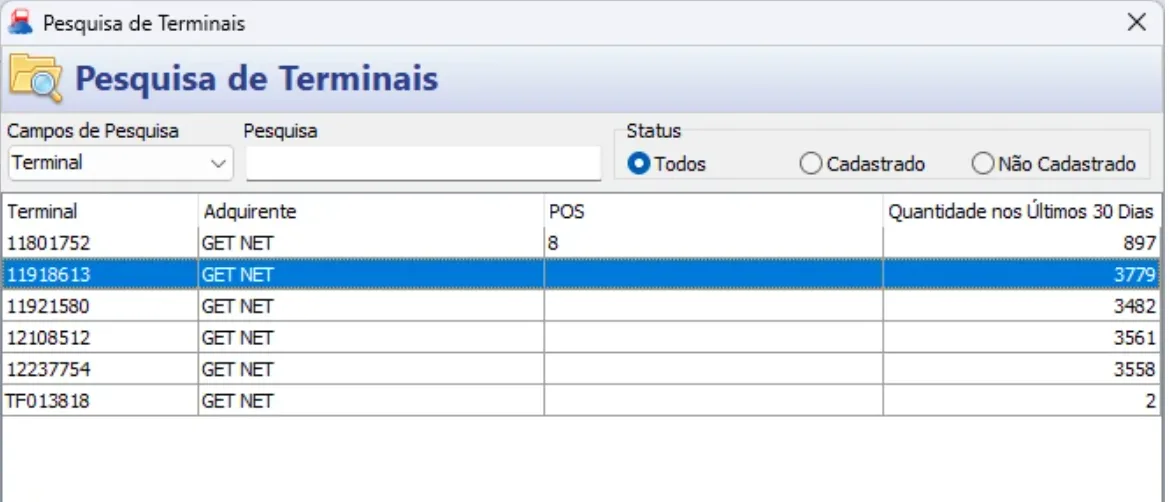 Pesquisa de Terminais
Pesquisa de Terminais
Campos de Pesquisa Pesquisa Status
Terminal Todos Cadastrado Não Cadastrado
Terminal Adquirente POS Quantidade nos Últimos 30 Dias
11801752 GET NET 8 897
11918613 GET NET 3779
11921580 GET NET 3482
12108512 GET NET 3561
12237754 GET NET 3558
TF013818 GET NET 2